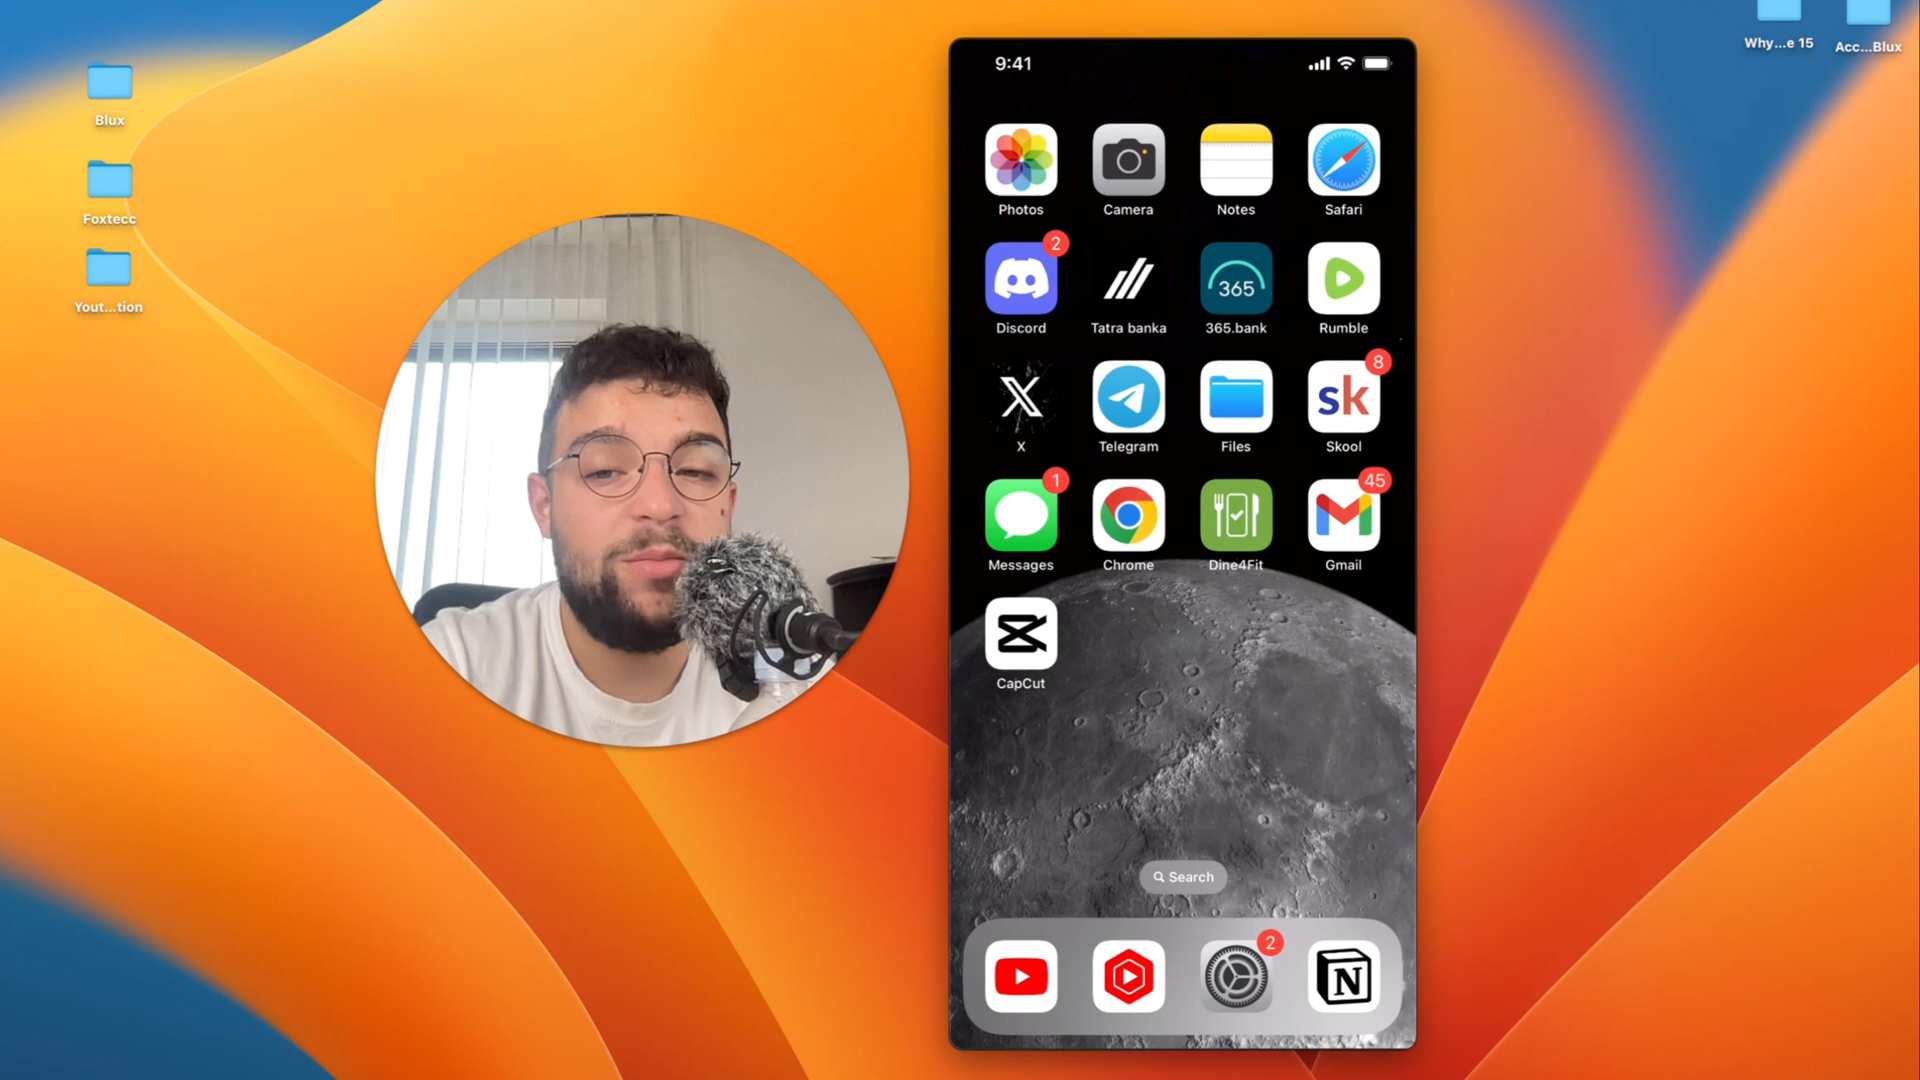 Blux
Foxtecc
Yout...tion
Why...e 15
Acc...Blux
9:41
Photos
Camera
Notes
Safari
2
365
Discord
Tatra banka
365.bank
Rumble
8
X
sk
X
Telegram
Files
Skool
1
45
Messages
Chrome
Dine4Fit
Gmail
CapCut
Search
2
N